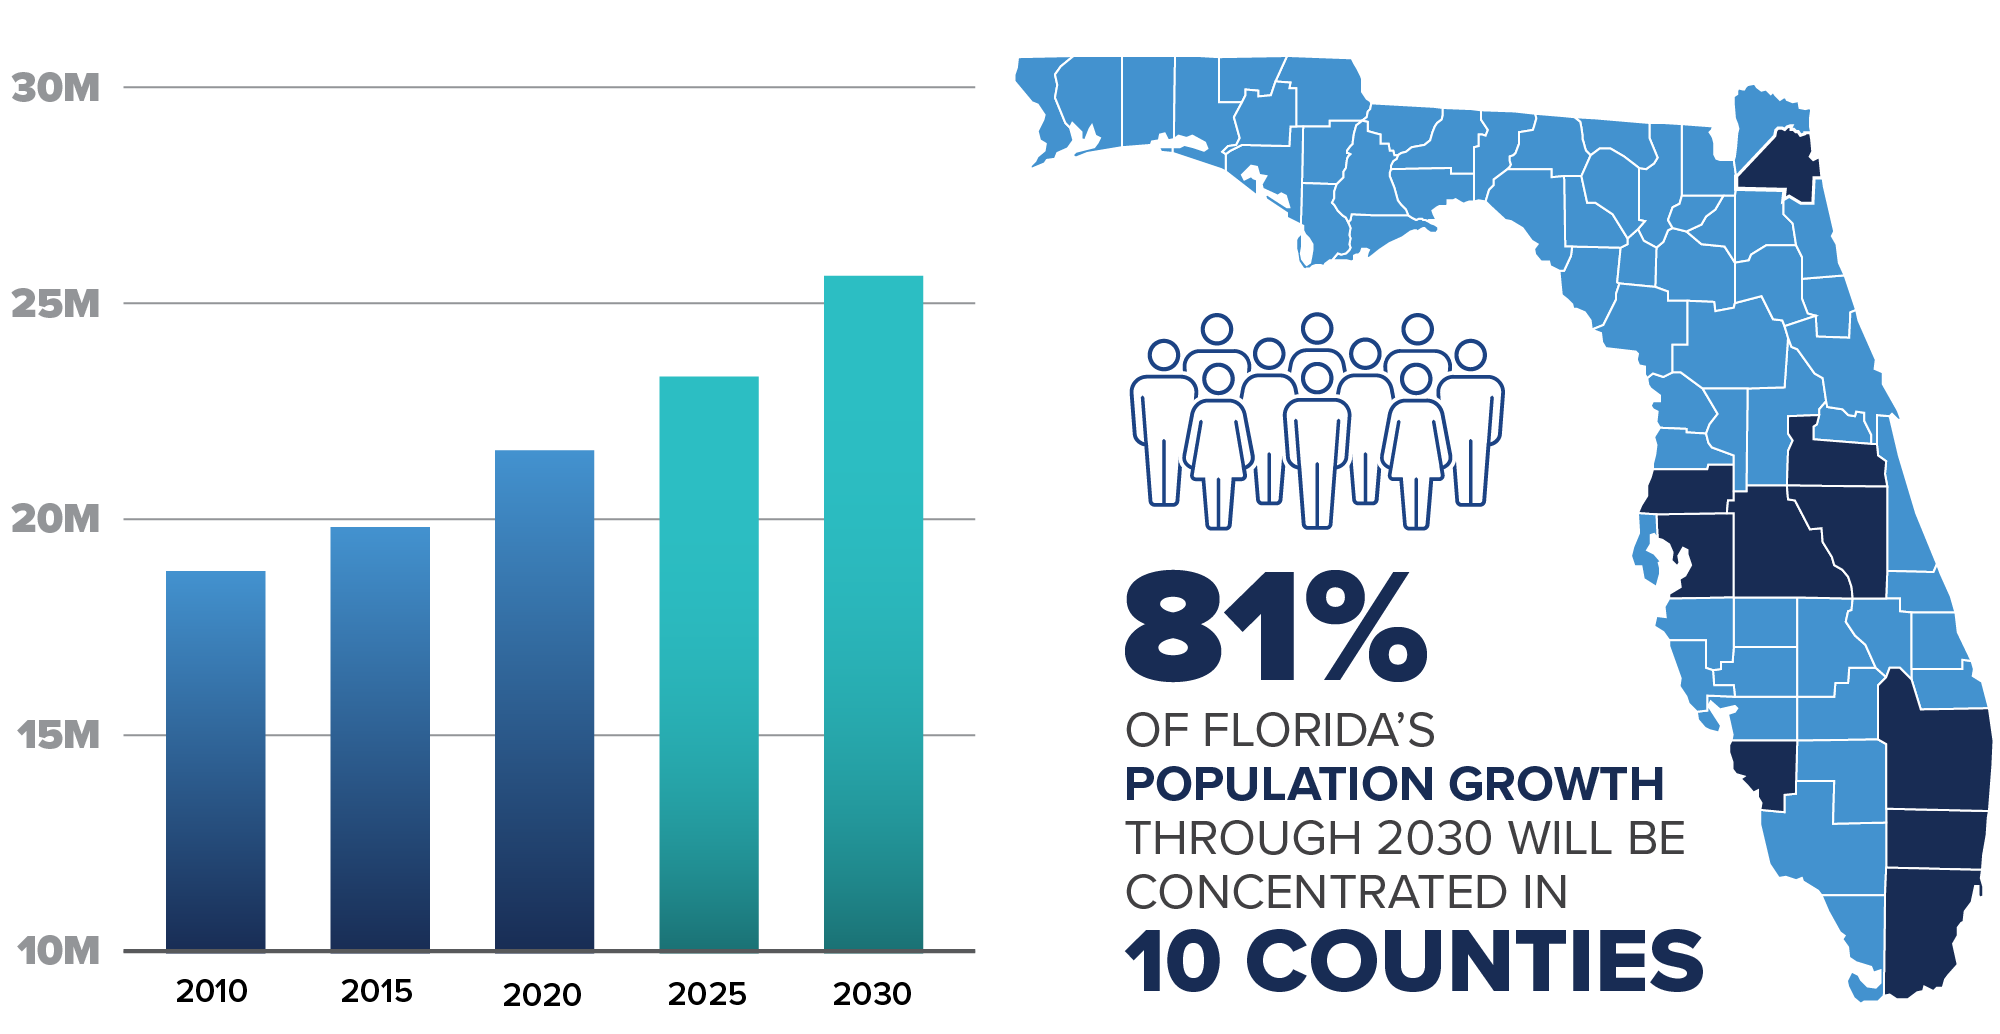 30M
25M
20M
15M
10M
2010
2015
2020
2025
2030
81%
OF FLORIDA'S
POPULATION GROWTH
THROUGH 2030 WILL BE
CONCENTRATED IN
10 COUNTIES